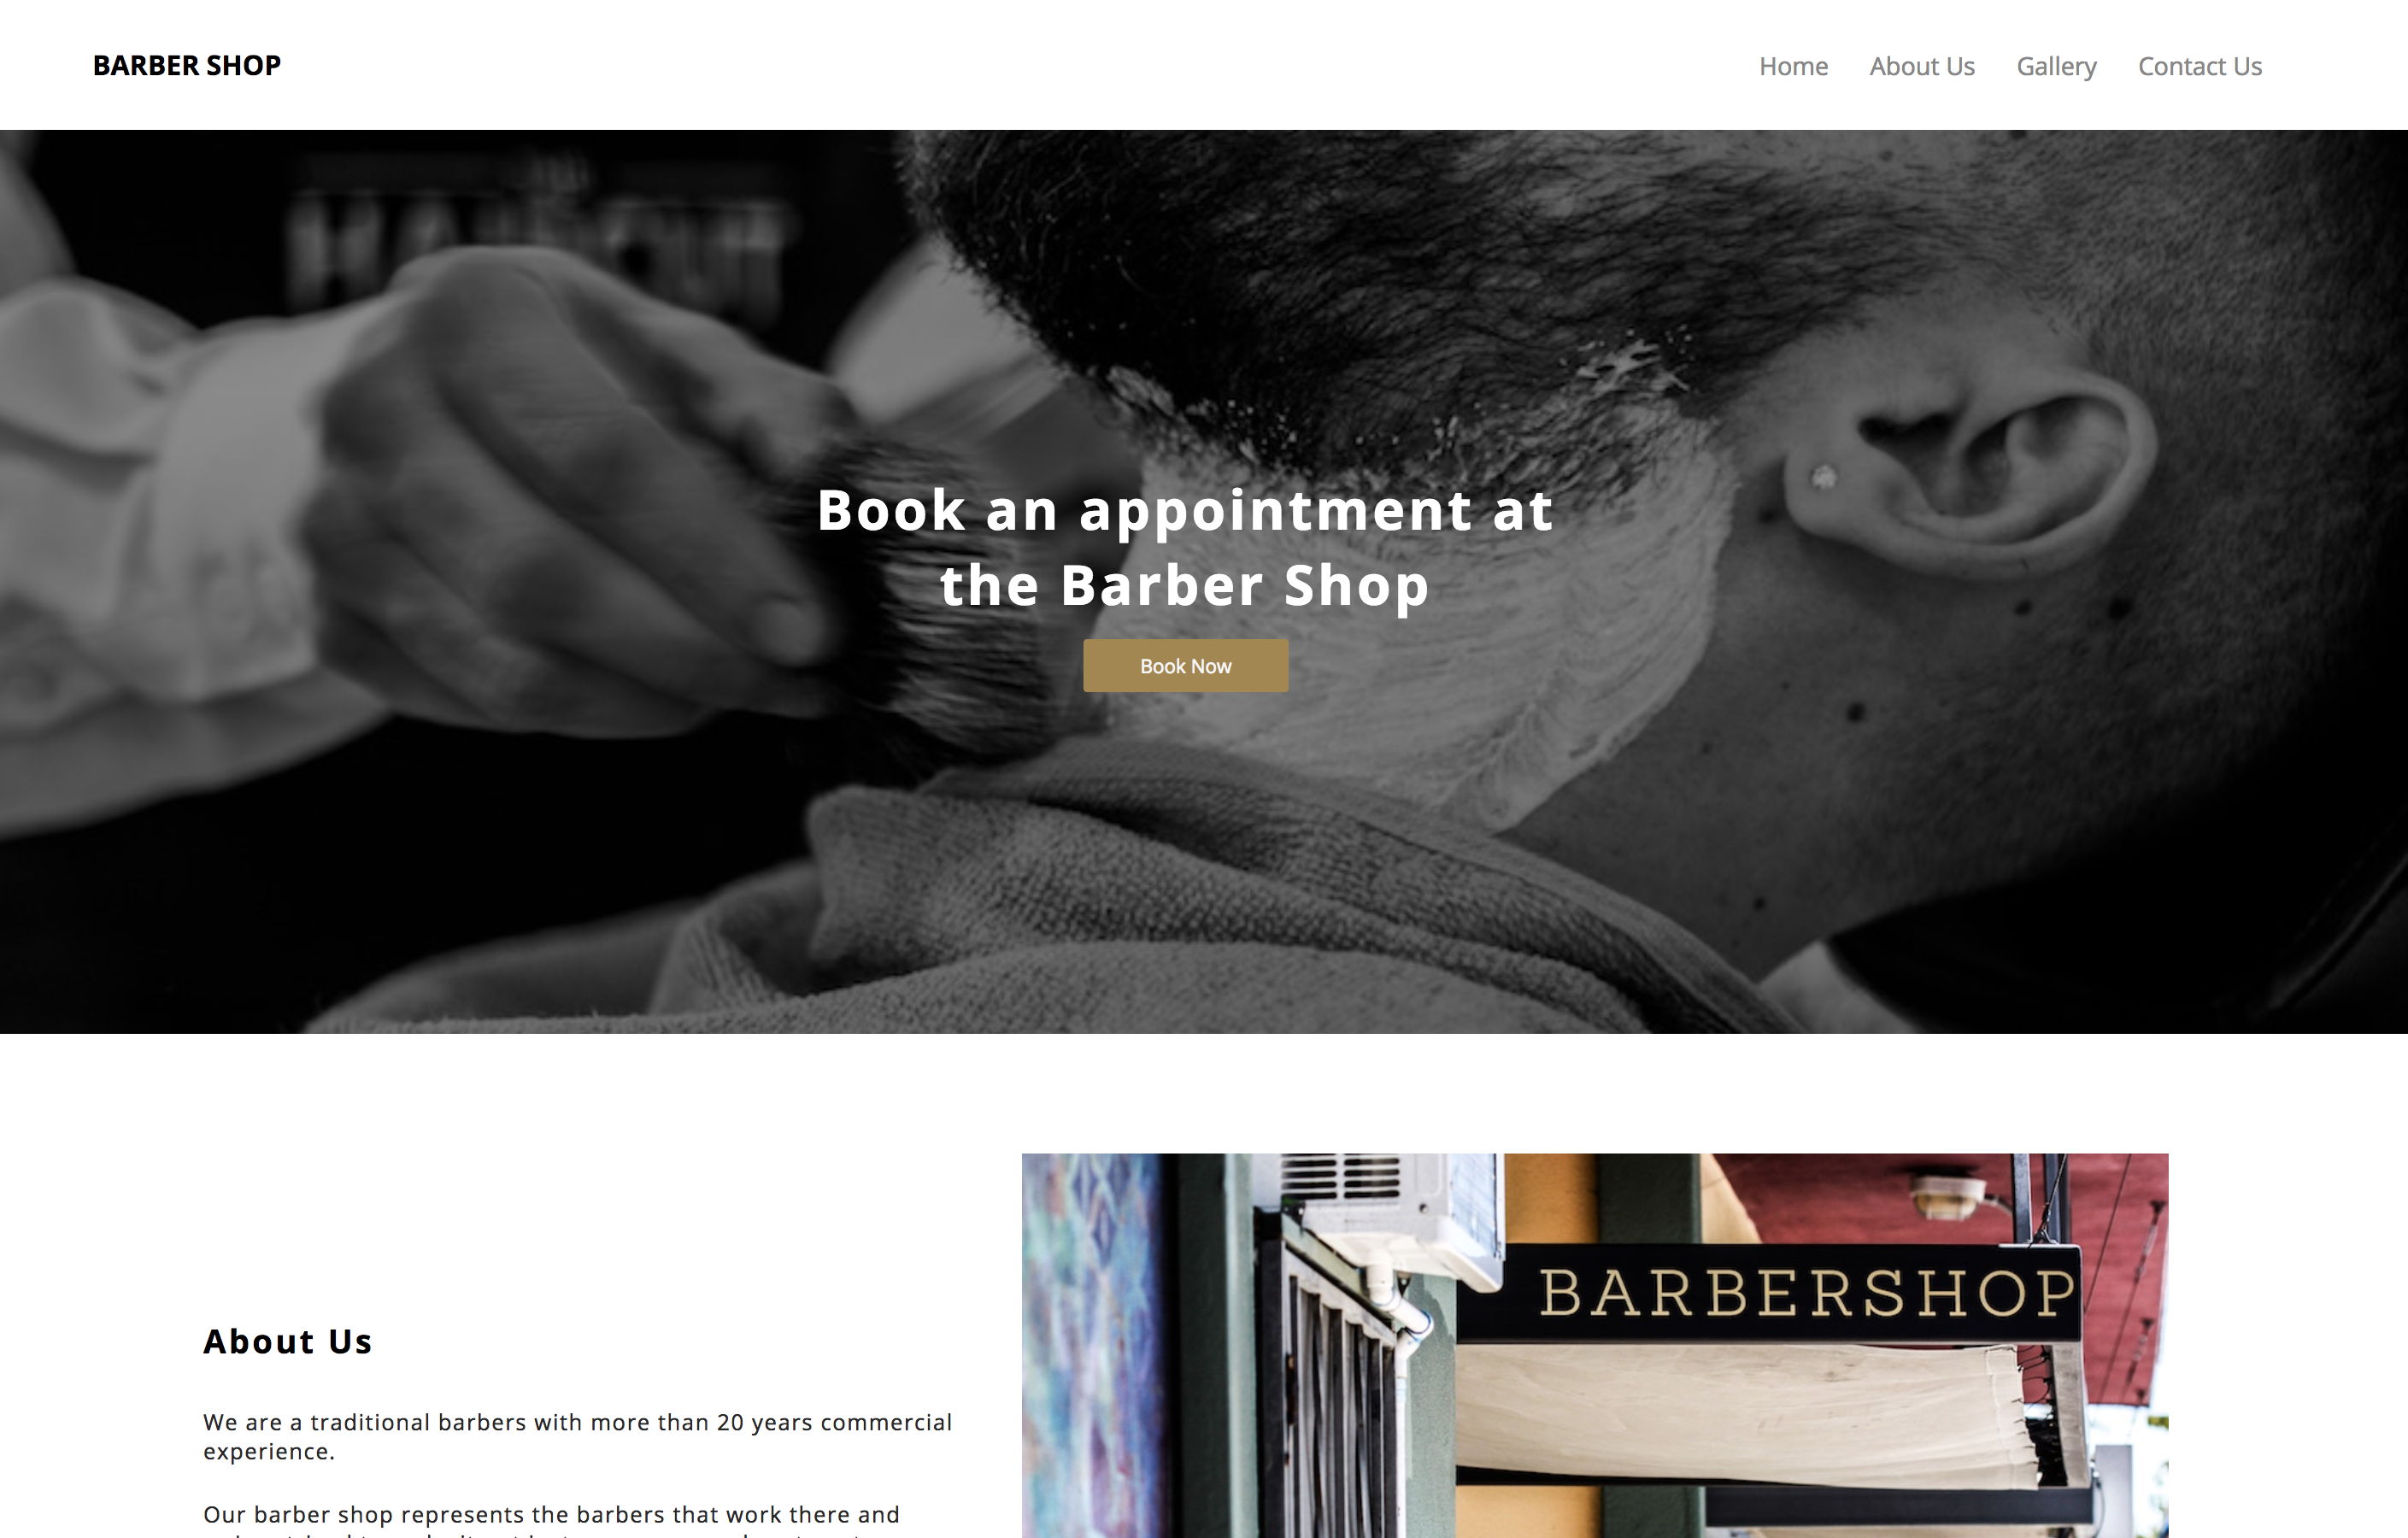 BARBER SHOP
Home About Us Gallery Contact Us
Book an appointment at
the Barber Shop
Book Now
BARBERSHOP
About Us
We are a traditional barbers with more than 20 years commercial
experience.
Our barber shop represents the barbers that work there and